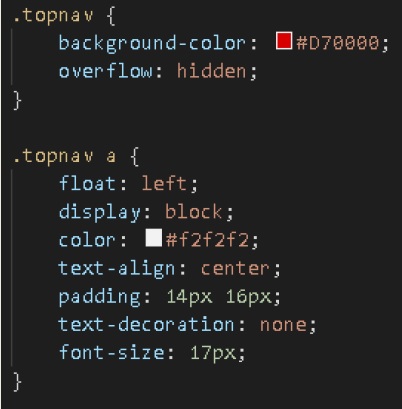 .topnav {
    background-color: #D70000;
    overflow: hidden;
}

.topnav a {
    float: left;
    display: block;
    color: #f2f2f2;
    text-align: center;
    padding: 14px 16px;
    text-decoration: none;
    font-size: 17px;
}